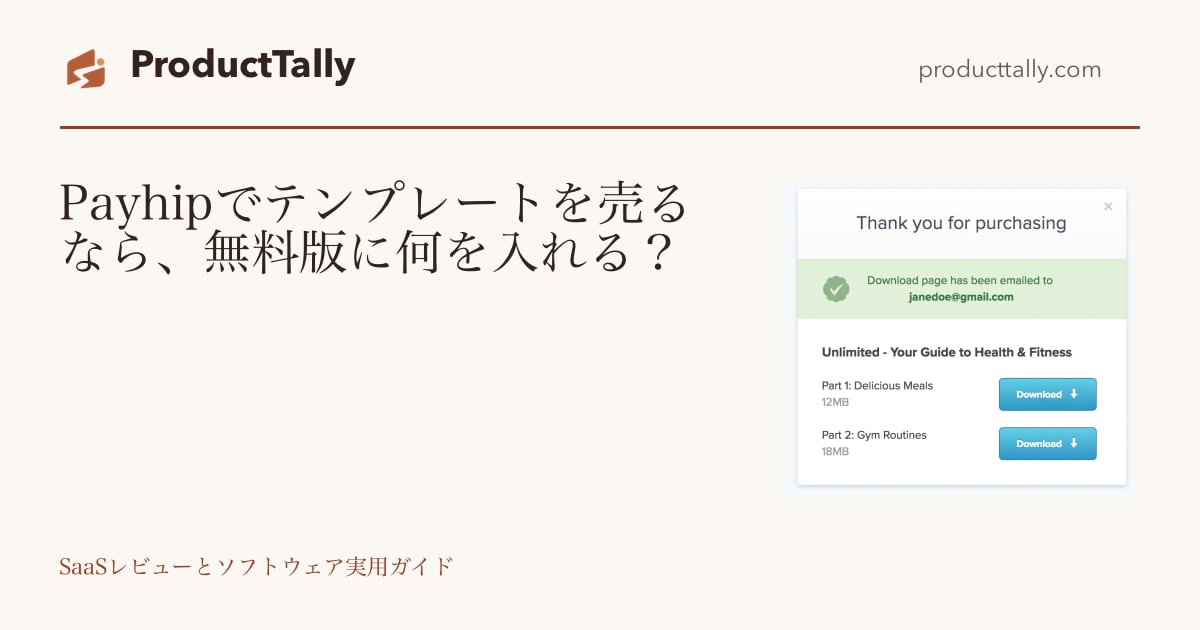 ProductTally
producttally.com
Payhipでテンプレートを売る
なら、無料版に何を入れる？
Thank you for purchasing
×
Download page has been emailed to
janedoe@gmail.com
Unlimited - Your Guide to Health & Fitness
Part 1: Delicious Meals
12MB
Download
Part 2: Gym Routines
18MB
Download
SaaSレビューとソフトウェア実用ガイド